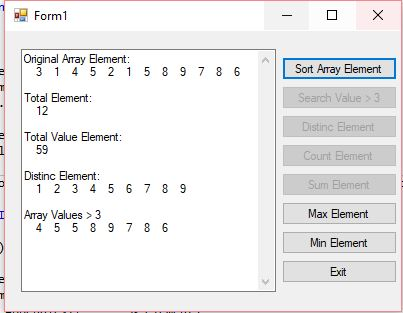 Form1
Original Array Element:
3 1 4 5 2 1 5 8 9 7 8 6
Total Element:
12
Total Value Element:
59
Distinc Element:
1 2 3 4 5 6 7 8 9
Array Values > 3
4 5 5 8 9 7 8 6
Sort Array Element
Search Value > 3
Distinc Element
Count Element
Sum Element
Max Element
Min Element
Exit